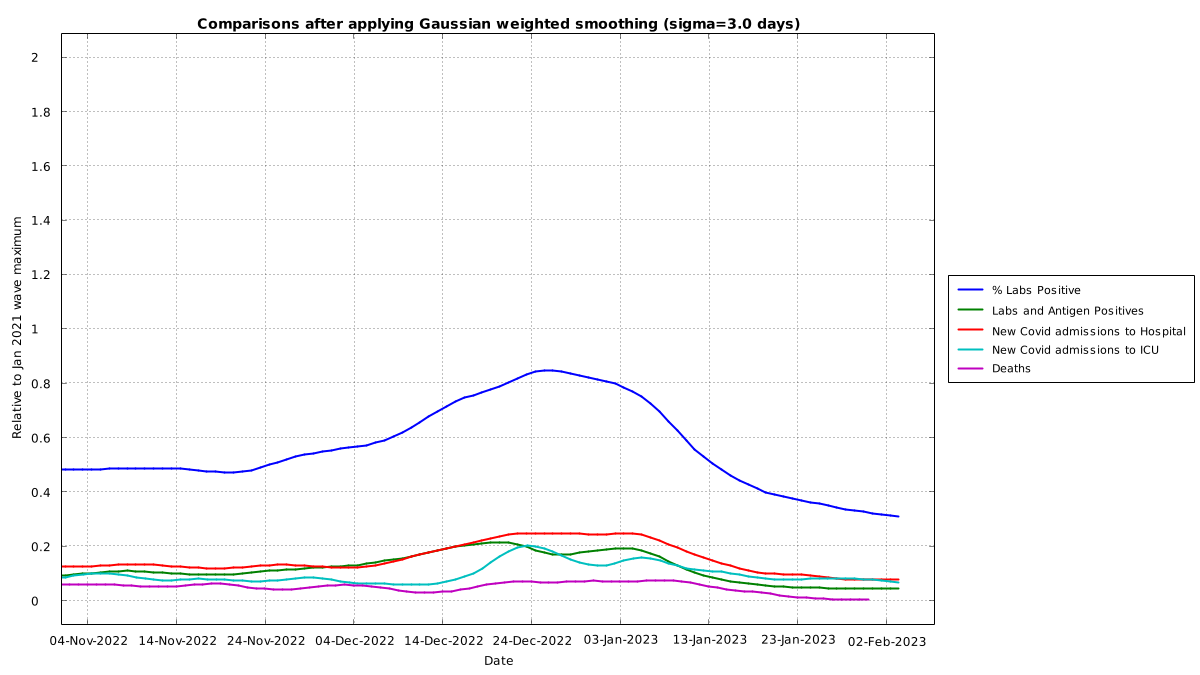 Comparisons after applying Gaussian weighted smoothing (sigma=3.0 days)
2
1.8
1.6
1.4
1.2
1
0.8
0.6
0.4
0.2
0
Relative to Jan 2021 wave maximum
04-Nov-2022 14-Nov-2022 24-Nov-2022 04-Dec-2022 14-Dec-2022 24-Dec-2022 03-Jan-2023 13-Jan-2023 23-Jan-2023 02-Feb-2023
Date
% Labs Positive
Labs and Antigen Positives
New Covid admissions to Hospital
New Covid admissions to ICU
Deaths